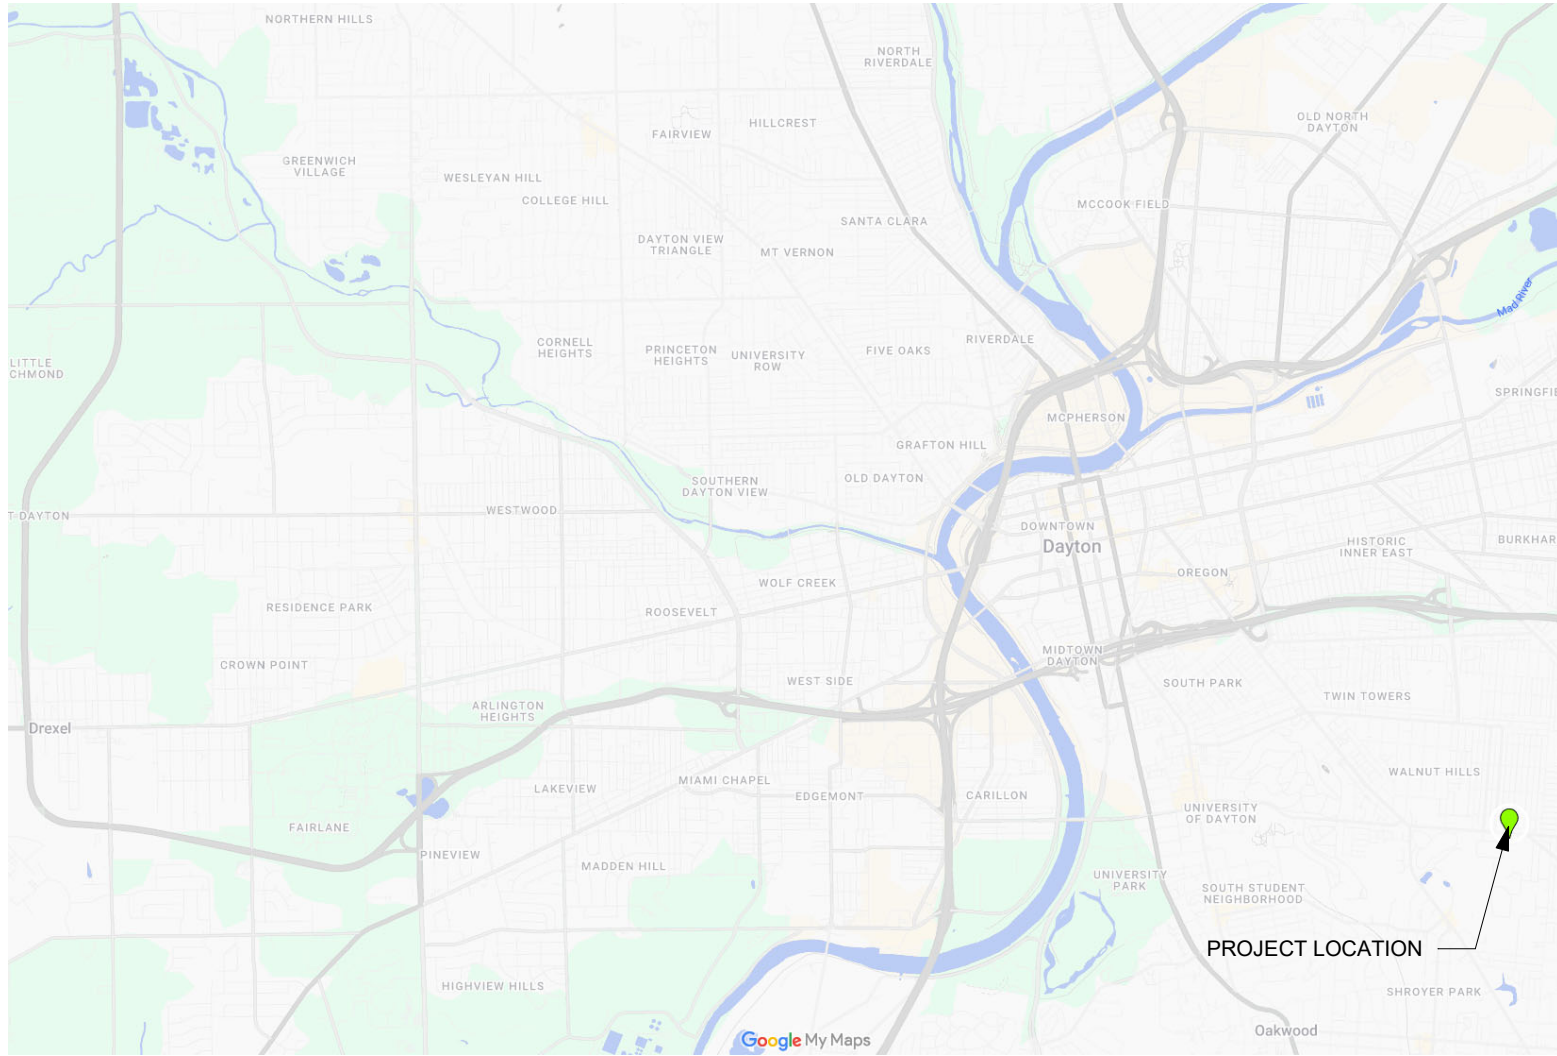 NORTHERN HILLS
NORTH
RIVERDALE
OLD NORTH
DAYTON
HILLCREST
FAIRVIEW
GREENWICH
VILLAGE
WESLEYAN HILL
COLLEGE HILL
MCCOOK FIELD
SANTA CLARA
DAYTON VIEW
TRIANGLE
MT VERNON
Mad River
CORNELL
HEIGHTS
PRINCETON
HEIGHTS
UNIVERSITY
ROW
FIVE OAKS
RIVERDALE
LITTLE
CHMOND
SPRINGFIE
MCPHERSON
GRAFTON HILL
SOUTHERN
DAYTON VIEW
OLD DAYTON
T DAYTON
WESTWOOD
DOWNTOWN
Dayton
HISTORIC
INNER EAST
BURKHAR
OREGON
WOLF CREEK
RESIDENCE PARK
ROOSEVELT
CROWN POINT
MIDTOWN
DAYTON
WEST SIDE
SOUTH PARK
TWIN TOWERS
ARLINGTON
HEIGHTS
Drexel
WALNUT HILLS
MIAMI CHAPEL
LAKEVIEW
EDGEMONT
CARILLON
UNIVERSITY
OF DAYTON
FAIRLANE
PINEVIEW
MADDEN HILL
UNIVERSITY
PARK
SOUTH STUDENT
NEIGHBORHOOD
PROJECT LOCATION
HIGHVIEW HILLS
SHROYER PARK
Oakwood
Google My Maps